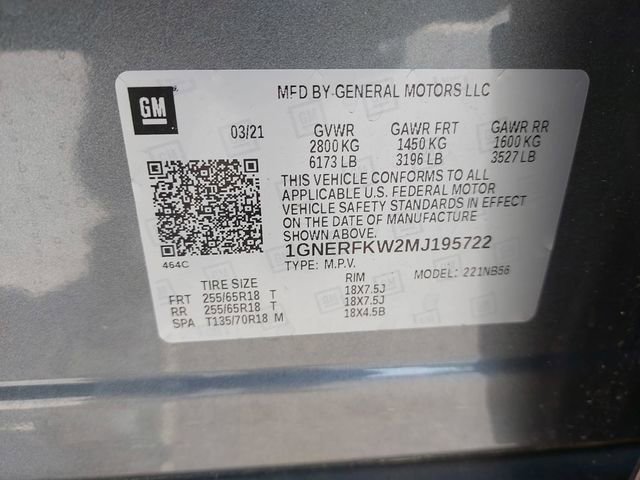 GM
MFD BY GENERAL MOTORS LLC
03/21 GVWR GAWR FRT GAWR RR
2800 KG 1450 KG 1600 KG
6173 LB 3196 LB 3527 LB
THIS VEHICLE CONFORMS TO ALL
APPLICABLE U.S. FEDERAL MOTOR
VEHICLE SAFETY STANDARDS IN EFFECT
ON THE DATE OF MANUFACTURE
SHOWN ABOVE.
1GNERFKW2MJ195722
464C
TYPE: M.P.V. MODEL: 221NB56
TIRE SIZE RIM
FRT 255/65R18 T 18X7.5J
RR 255/65R18 T 18X7.5J
SPA T135/70R18 M 18X4.5B